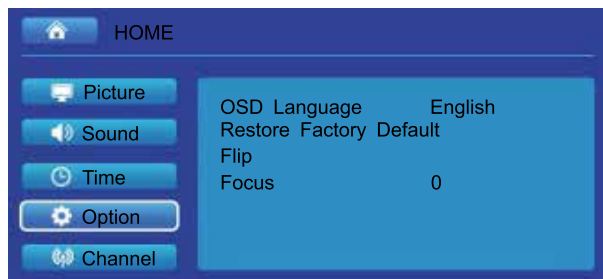 HOME
Picture
Sound
Time
Option
Channel
OSD Language English
Restore Factory Default
Flip
Focus 0